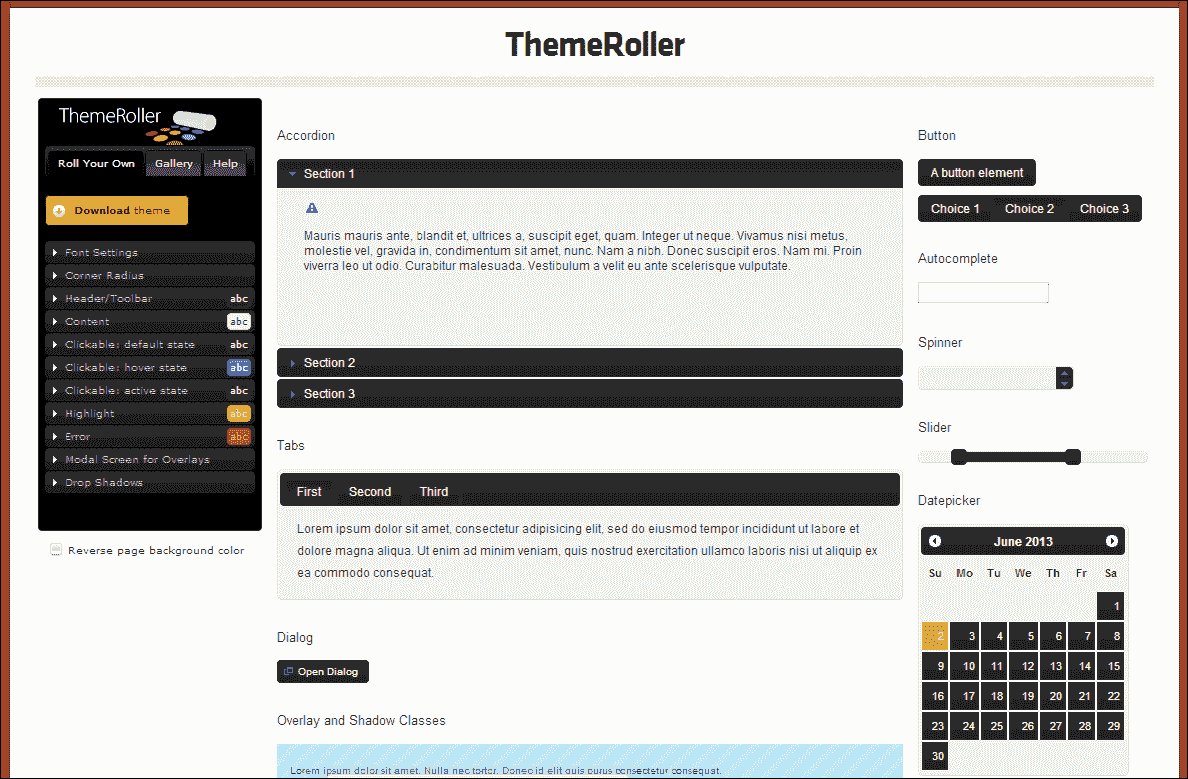 ThemeRoller
ThemeRoller
Roll Your Own Gallery Help
Download theme
Font Settings
Corner Radius
Header/Toolbar abc
Content abc
Clickable: default state abc
Clickable: hover state abc
Clickable: active state abc
Highlight abc
Error abc
Modal Screen for Overlays
Drop Shadows
Reverse page background color
Accordion
Section 1
Mauris mauris ante, blandit et, ultrices a, suscipit eget, quam. Integer ut neque. Vivamus nisi metus,
molestie vel, gravida in, condimentum sit amet, nunc. Nam a nibh. Donec suscipit eros. Nam mi. Proin
viverra leo ut odio. Curabitur malesuada. Vestibulum a velit eu ante scelerisque vulputate.
Section 2
Section 3
Tabs
First Second Third
Lorem ipsum dolor sit amet, consectetur adipisicing elit, sed do eiusmod tempor incididunt ut labore et
dolore magna aliqua. Ut enim ad minim veniam, quis nostrud exercitation ullamco laboris nisi ut aliquip ex
ea commodo consequat.
Dialog
Open Dialog
Overlay and Shadow Classes
Lorem ipsum dolor sit amet, Nulla nec tortor. Donec id elit quis purus consectetur consequat.
Button
A button element
Choice 1 Choice 2 Choice 3
Autocomplete
Spinner
Slider
Datepicker
June 2013
Su Mo Tu We Th Fr Sa
1
2 3 4 5 6 7 8
9 10 11 12 13 14 15
16 17 18 19 20 21 22
23 24 25 26 27 28 29
30